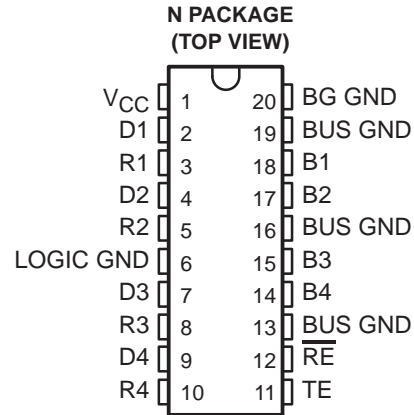 N PACKAGE
(TOP VIEW)
VCC 1 20 BG GND
D1 2 19 BUS GND
R1 3 18 B1
D2 4 17 B2
R2 5 16 BUS GND
LOGIC GND 6 15 B3
D3 7 14 B4
R3 8 13 BUS GND
D4 9 12 R̅E̅
R4 10 11 TE